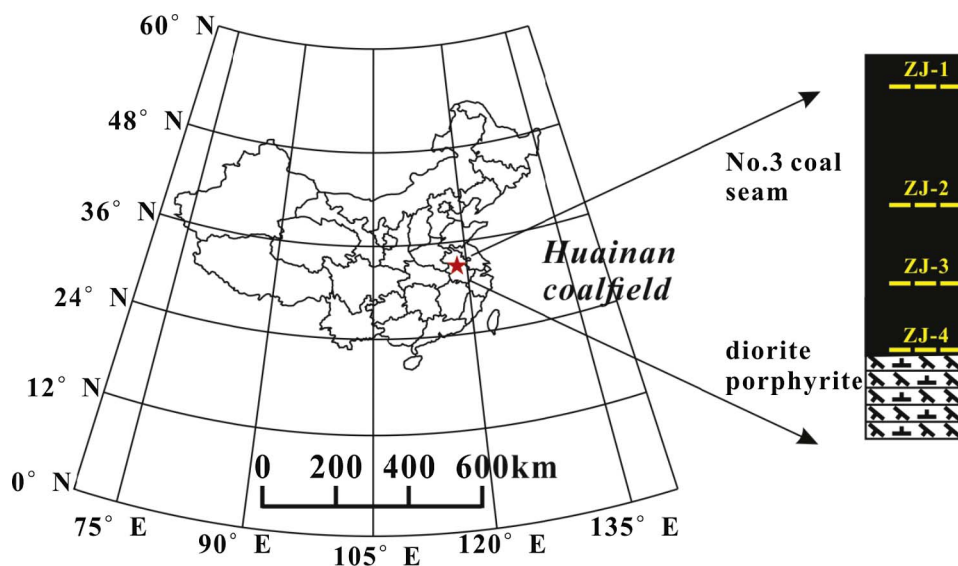 60° N
48° N
36° N
24° N
12° N
0° N
75° E
90° E
105° E
120° E
135° E
0 200 400 600km
Huainan
coalfield
No.3 coal
seam
diorite
porphyrite
ZJ-1
ZJ-2
ZJ-3
ZJ-4